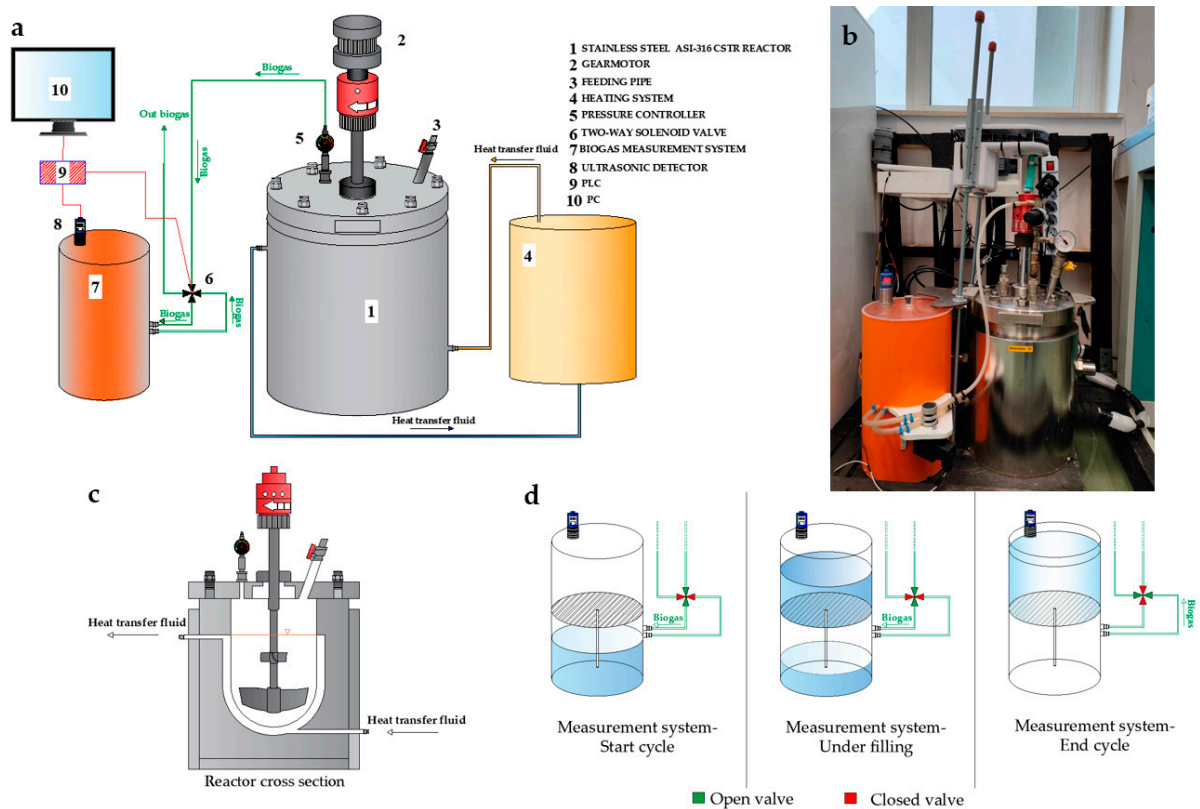 a
b
2
10
Biogas
Out biogas
Biogas
5
3
9
8
7
6
Biogas
Biogas
1
Heat transfer fluid
4
Heat transfer fluid
1 STAINLESS STEEL ASI-316 CSTR REACTOR
2 GEARMOTOR
3 FEEDING PIPE
4 HEATING SYSTEM
5 PRESSURE CONTROLLER
6 TWO-WAY SOLENOID VALVE
7 BIOGAS MEASUREMENT SYSTEM
8 ULTRASONIC DETECTOR
9 PLC
10 PC
c
Heat transfer fluid
Heat transfer fluid
Reactor cross section
d
Biogas
Measurement system-
Start cycle
Biogas
Measurement system-
Under filling
Biogas
Measurement system-
End cycle
Open valve
Closed valve